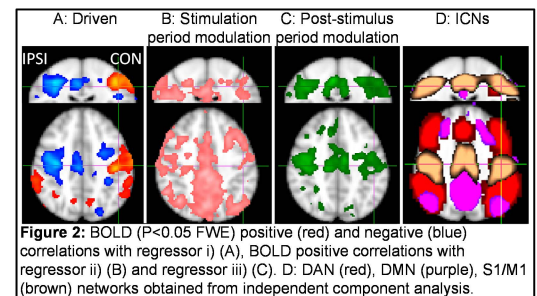 A: Driven
B: Stimulation period modulation
C: Post-stimulus period modulation
D: ICNs
IPSI
CON
Figure 2: BOLD (P<0.05 FWE) positive (red) and negative (blue)
correlations with regressor i) (A), BOLD positive correlations with
regressor ii) (B) and regressor iii) (C). D: DAN (red), DMN (purple), S1/M1
(brown) networks obtained from independent component analysis.